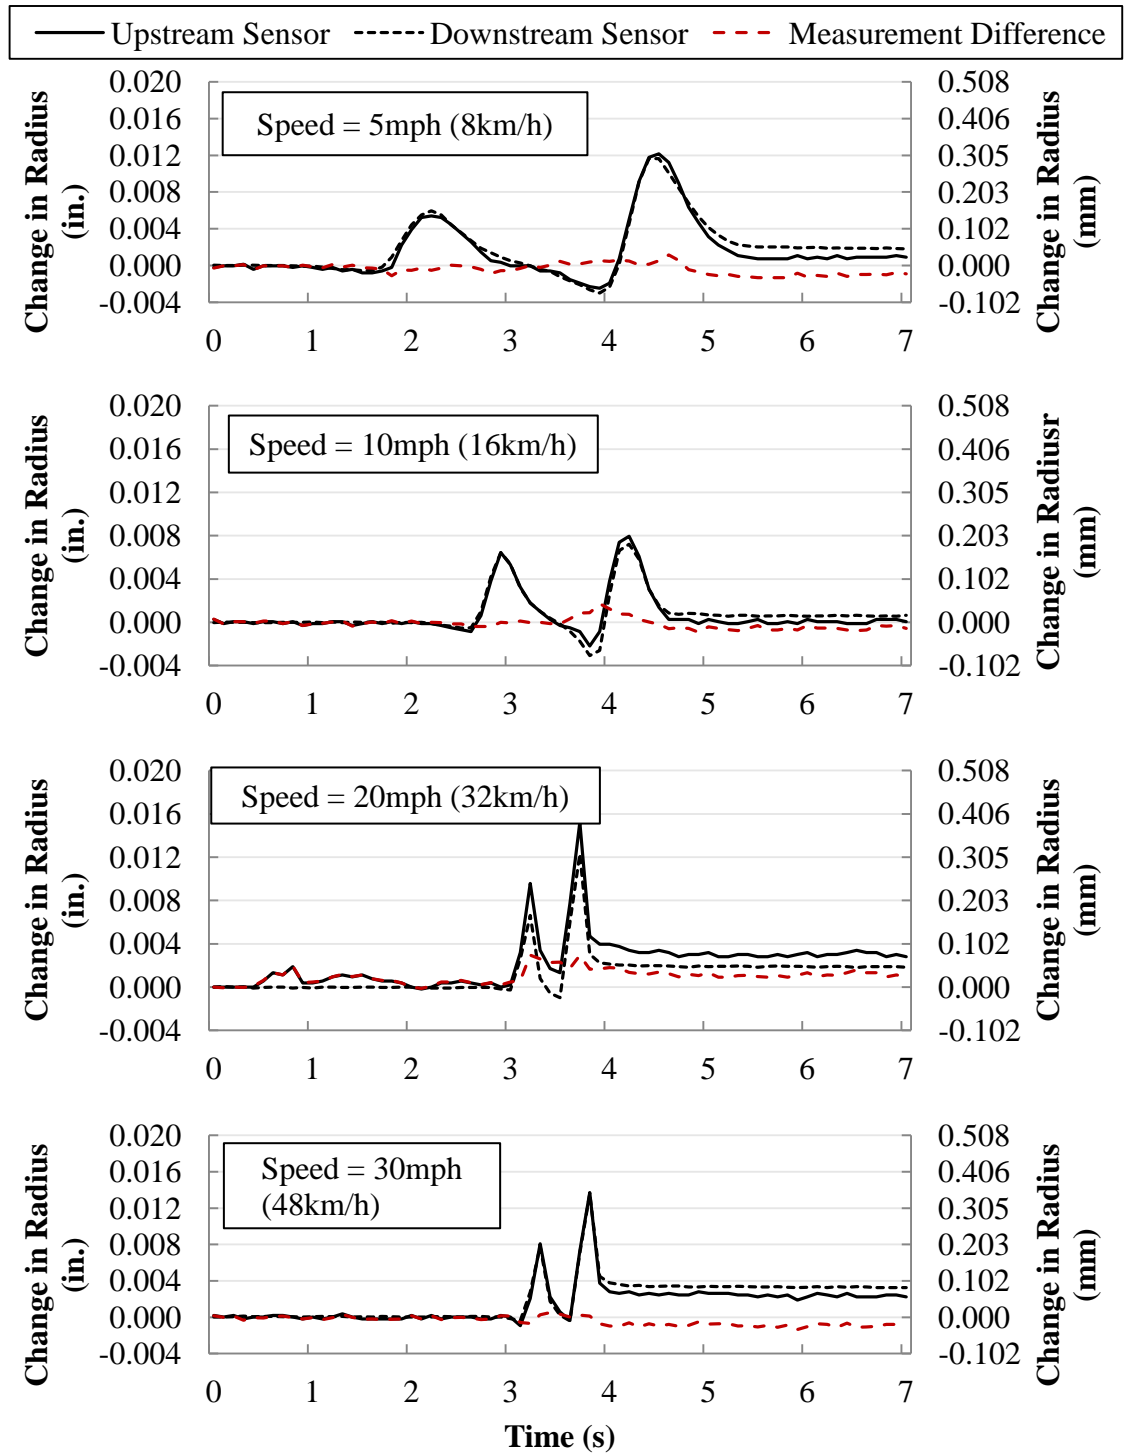 Upstream Sensor Downstream Sensor Measurement Difference
Change in Radius
(in.)
0.020
0.016
0.012
0.008
0.004
0.000
-0.004
Speed = 5mph (8km/h)
0.508
0.406
0.305
0.203
0.102
0.000
-0.102
Change in Radius
(mm)
0 1 2 3 4 5 6 7
Change in Radius
(in.)
0.020
0.016
0.012
0.008
0.004
0.000
-0.004
Speed = 10mph (16km/h)
0.508
0.406
0.305
0.203
0.102
0.000
-0.102
Change in Radiusr
(mm)
0 1 2 3 4 5 6 7
Change in Radius
(in.)
0.020
0.016
0.012
0.008
0.004
0.000
-0.004
Speed = 20mph (32km/h)
0.508
0.406
0.305
0.203
0.102
0.000
-0.102
Change in Radius
(mm)
0 1 2 3 4 5 6 7
Change in Radius
(in.)
0.020
0.016
0.012
0.008
0.004
0.000
-0.004
Speed = 30mph
(48km/h)
0.508
0.406
0.305
0.203
0.102
0.000
-0.102
Change in Radius
(mm)
0 1 2 3 4 5 6 7
Time (s)